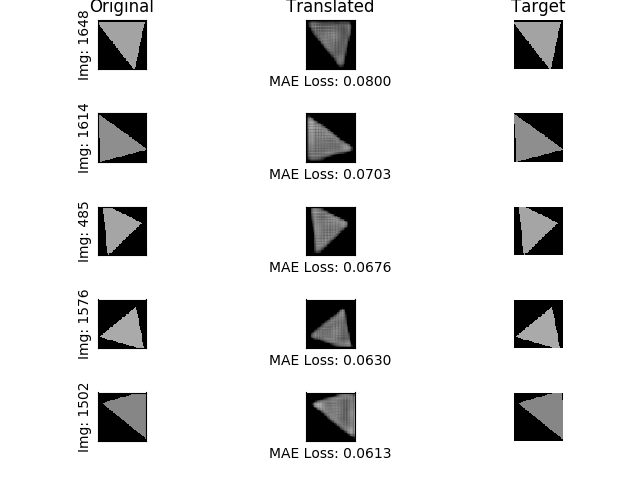 Original Translated Target
Img: 1648
MAE Loss: 0.0800
Img: 1614
MAE Loss: 0.0703
Img: 485
MAE Loss: 0.0676
Img: 1576
MAE Loss: 0.0630
Img: 1502
MAE Loss: 0.0613